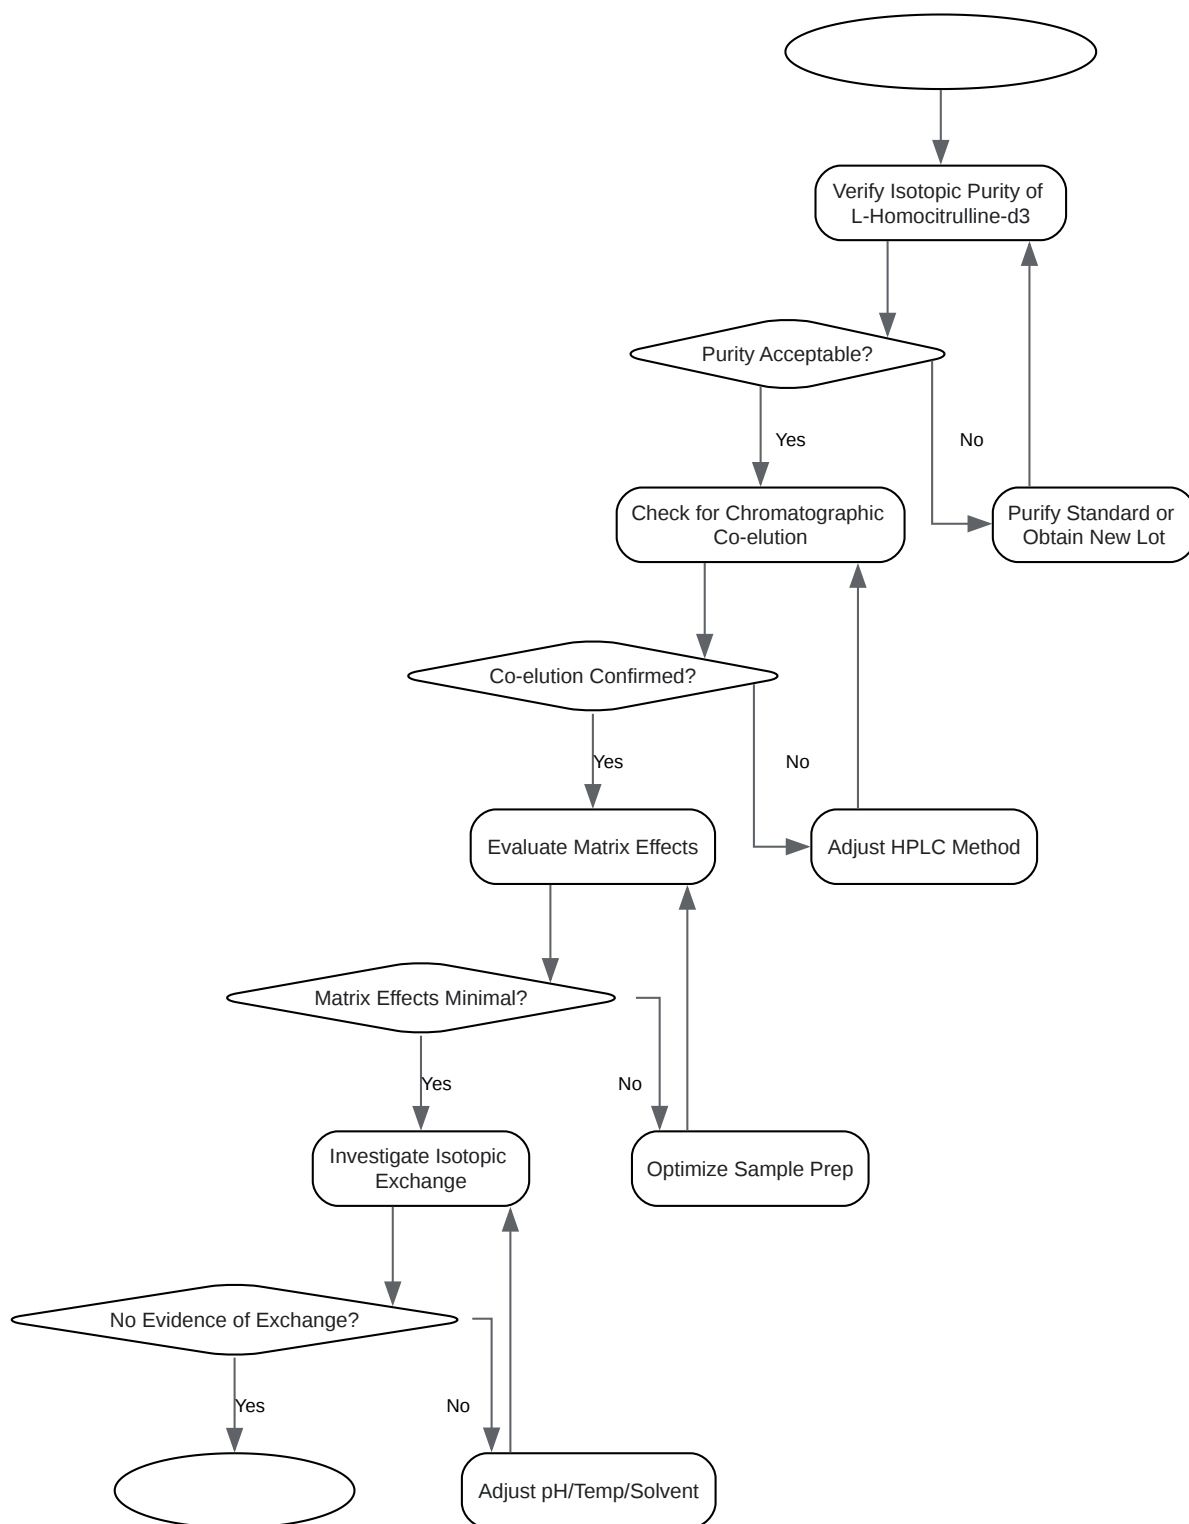 Verify Isotopic Purity of
L-Homocitrulline-d3
Purity Acceptable?
Yes
No
Check for Chromatographic
Co-elution
Purify Standard or
Obtain New Lot
Co-elution Confirmed?
Yes
No
Evaluate Matrix Effects
Adjust HPLC Method
Matrix Effects Minimal?
Yes
No
Investigate Isotopic
Exchange
Optimize Sample Prep
No Evidence of Exchange?
Yes
No
Adjust pH/Temp/Solvent